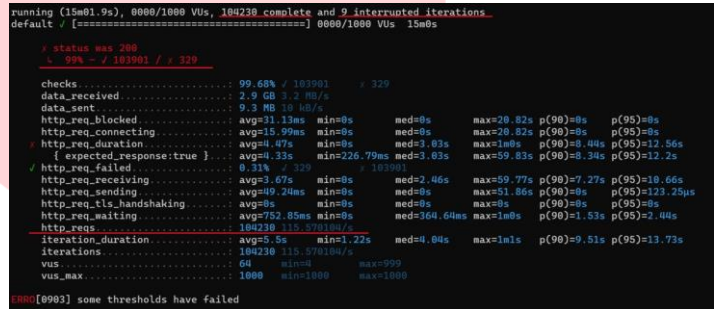 running (15m01.9s), 0000/1000 VUs, 104230 complete and 9 interrupted iterations
default ✓ [======================================] 0000/1000 VUs  15m0s
✗ status was 200
↳  99% — ✓ 103901 / ✗ 329
checks.........................: 99.68% ✓ 103901      ✗ 329
data_received..................: 2.9 GB 3.2 MB/s
data_sent......................: 9.3 MB 10 kB/s
http_req_blocked...............: avg=31.13ms  min=0s       med=0s       max=20.82s p(90)=0s     p(95)=0s
http_req_connecting............: avg=15.99ms  min=0s       med=0s       max=20.82s p(90)=0s     p(95)=0s
✗ http_req_duration..............: avg=4.47s    min=0s       med=3.03s    max=1m0s   p(90)=8.44s  p(95)=12.56s
{ expected_response:true }...: avg=4.33s    min=226.79ms med=3.03s    max=59.83s p(90)=8.34s  p(95)=12.2s
✓ http_req_failed................: 0.31%  ✓ 329         ✗ 103901
http_req_receiving.............: avg=3.67s    min=0s       med=2.46s    max=59.77s p(90)=7.27s  p(95)=10.66s
http_req_sending...............: avg=49.24ms  min=0s       med=0s       max=51.86s p(90)=0s     p(95)=123.25µs
http_req_tls_handshaking.......: avg=0s       min=0s       med=0s       max=0s     p(90)=0s     p(95)=0s
http_req_waiting...............: avg=752.85ms min=0s       med=364.64ms max=1m0s   p(90)=1.53s  p(95)=2.44s
http_reqs......................: 104230 115.570104/s
iteration_duration.............: avg=5.5s     min=1.22s    med=4.04s    max=1m1s   p(90)=9.51s  p(95)=13.73s
iterations.....................: 104230 115.570104/s
vus............................: 64     min=4         max=999
vus_max........................: 1000   min=1000      max=1000
ERRO[0903] some thresholds have failed